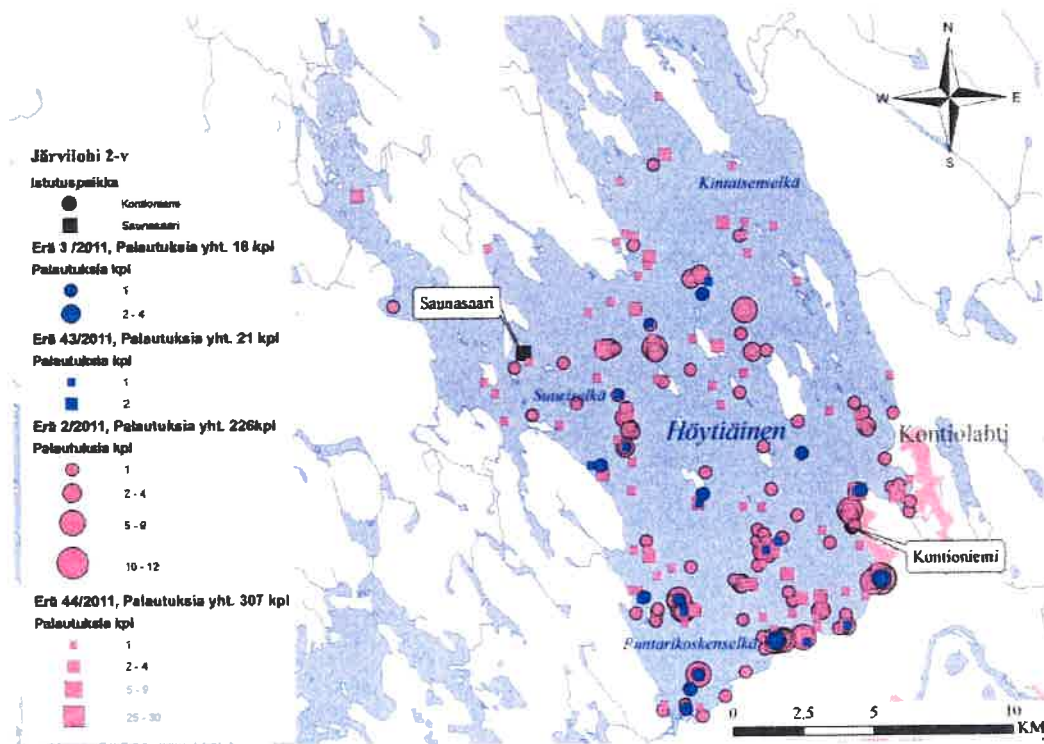 Järvilohi 2-v
Istutuspaikka
Kontioniemi
Saunasaari
Erä 3 /2011, Palautuksia yht. 18 kpl
Palautuksia kpl
1
2 - 4
Erä 43/2011, Palautuksia yht. 21 kpl
Palautuksia kpl
1
2
Erä 2/2011, Palautuksia yht. 226kpl
Palautuksia kpl
1
2 - 4
5 - 9
10 - 12
Erä 44/2011, Palautuksia yht. 307 kpl
Palautuksia kpl
1
2 - 4
5 - 9
25 - 30
N
W
E
S
Saunasaari
Suuriselkä
Höytiäinen
Kontiolahti
Kontioniemi
Puntarikoskenselkä
0
2,5
5
10
KM